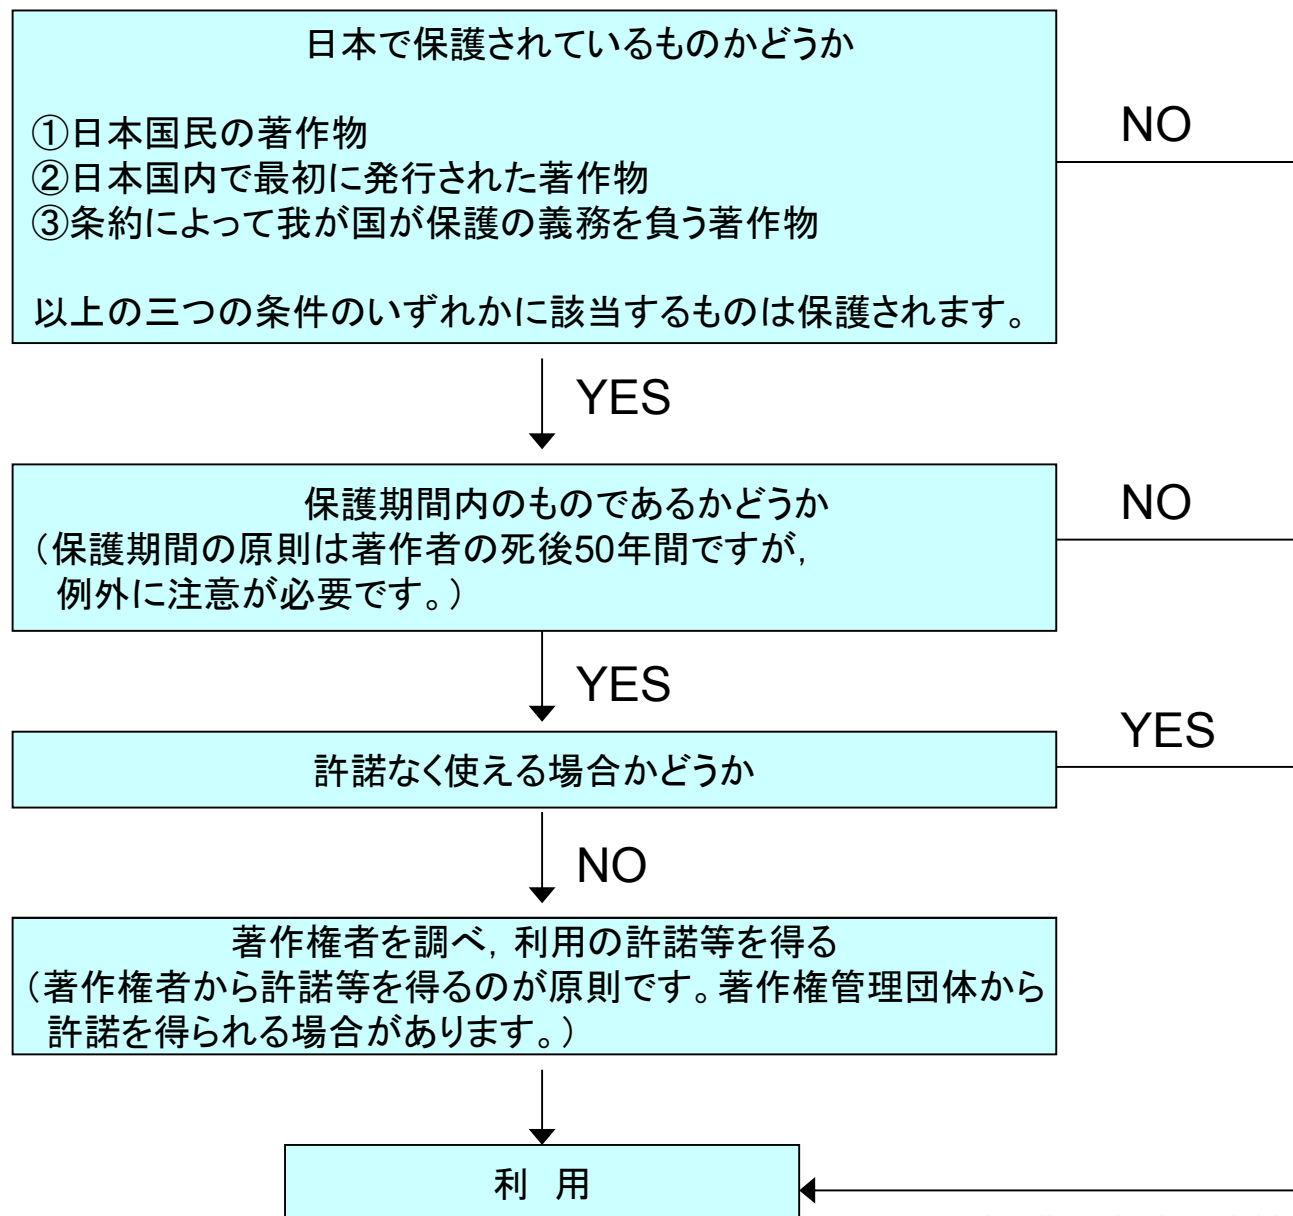 日本で保護されているものかどうか
NO
①日本国民の著作物
②日本国内で最初に発行された著作物
③条約によって我が国が保護の義務を負う著作物
以上の三つの条件のいずれかに該当するものは保護されます。
YES
保護期間内のものであるかどうか
NO
(保護期間の原則は著作者の死後50年間ですが,
例外に注意が必要です。)
YES
YES
許諾なく使える場合かどうか
NO
著作権者を調べ,利用の許諾等を得る
(著作権者から許諾等を得るのが原則です。著作権管理団体から
許諾を得られる場合があります。)
利 用